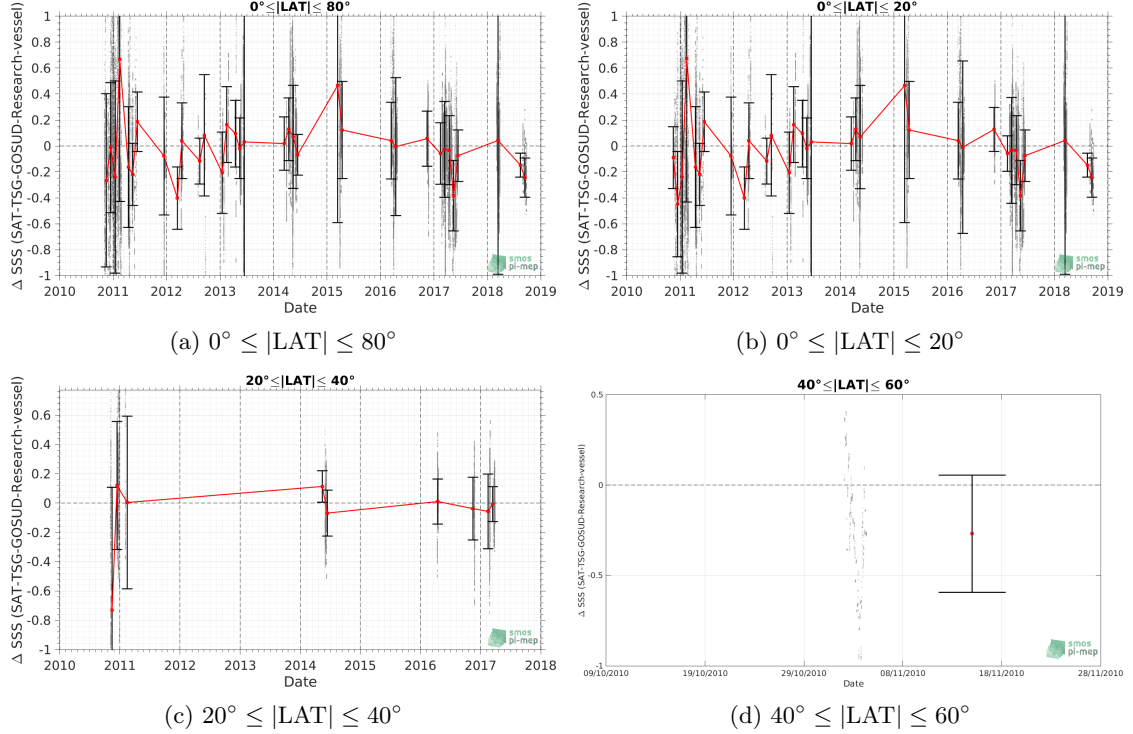 0°≤|LAT|≤ 80°
Δ SSS (SAT-TSG-GOSUD-Research-vessel)
1
0.8
0.6
0.4
0.2
0
-0.2
-0.4
-0.6
-0.8
-1
2010 2011 2012 2013 2014 2015 2016 2017 2018 2019
Date
smos
pi-mep
(a) 0° ≤ |LAT| ≤ 80°
0°≤|LAT|≤ 20°
Δ SSS (SAT-TSG-GOSUD-Research-vessel)
1
0.8
0.6
0.4
0.2
0
-0.2
-0.4
-0.6
-0.8
-1
2010 2011 2012 2013 2014 2015 2016 2017 2018 2019
Date
smos
pi-mep
(b) 0° ≤ |LAT| ≤ 20°
20°≤|LAT|≤ 40°
Δ SSS (SAT-TSG-GOSUD-Research-vessel)
0.6
0.4
0.2
0
-0.2
-0.4
-0.6
-0.8
-1
2010 2011 2012 2013 2014 2015 2016 2017 2018
Date
smos
pi-mep
(c) 20° ≤ |LAT| ≤ 40°
40°≤|LAT|≤ 60°
Δ SSS (SAT-TSG-GOSUD-Research-vessel)
0.5
0
-0.5
-1
09/10/2010 19/10/2010 29/10/2010 08/11/2010 18/11/2010 28/11/2010
Date
smos
pi-mep
(d) 40° ≤ |LAT| ≤ 60°